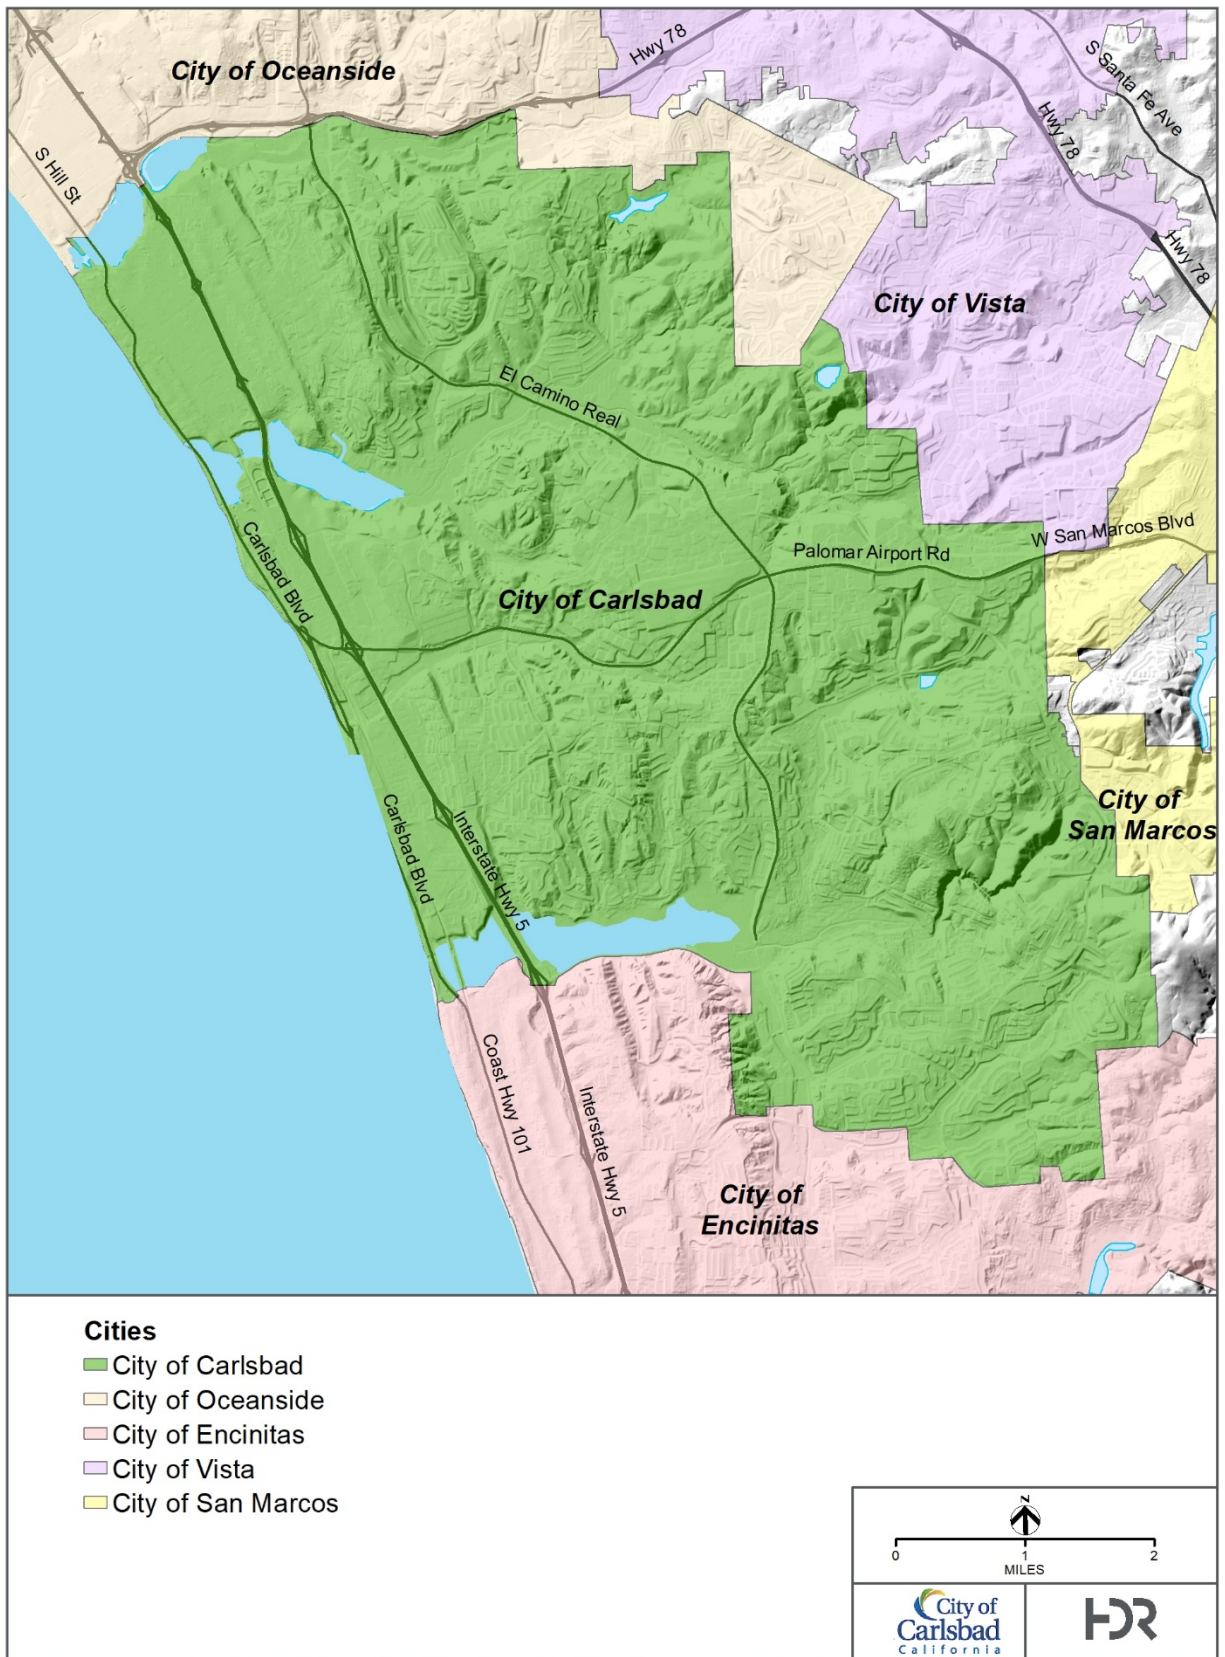 City of Oceanside
Hwy 78
S Santa Fe Ave
Hwy 78
S Hill St
Hwy 78
City of Vista
El Camino Real
W San Marcos Blvd
Palomar Airport Rd
Carlsbad Blvd
City of Carlsbad
City of
San Marcos
Carlsbad Blvd
Interstate Hwy 5
Coast Hwy 101
Interstate Hwy 5
City of
Encinitas
Cities
City of Carlsbad
City of Oceanside
City of Encinitas
City of Vista
City of San Marcos
N
0 1 2
MILES
City of
Carlsbad
California
HDR